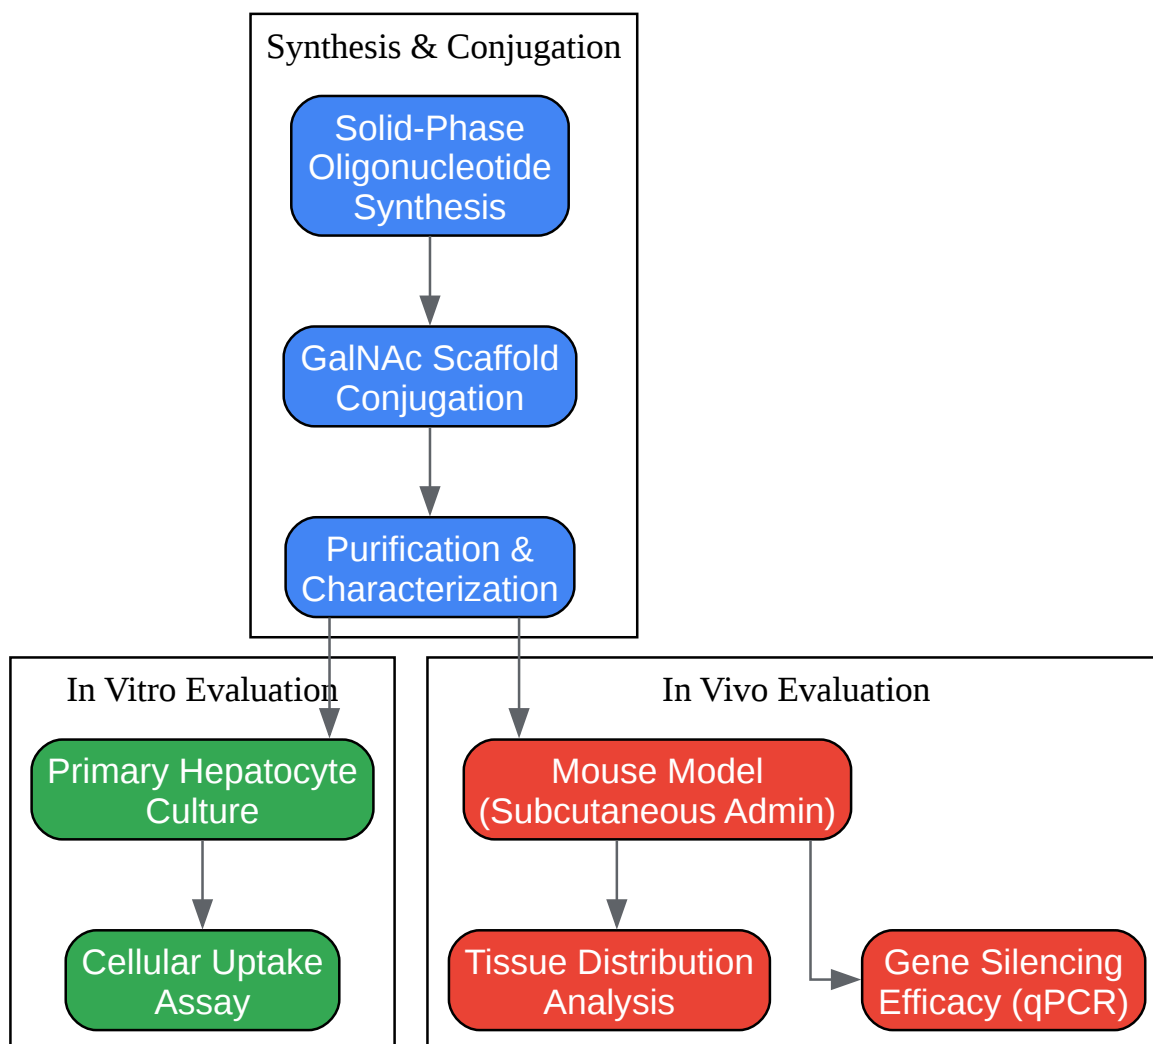 Synthesis & Conjugation
Solid-Phase
Oligonucleotide
Synthesis
GalNAc Scaffold
Conjugation
Purification &
Characterization
In Vitro Evaluation
Primary Hepatocyte
Culture
Cellular Uptake
Assay
In Vivo Evaluation
Mouse Model
(Subcutaneous Admin)
Tissue Distribution
Analysis
Gene Silencing
Efficacy (qPCR)